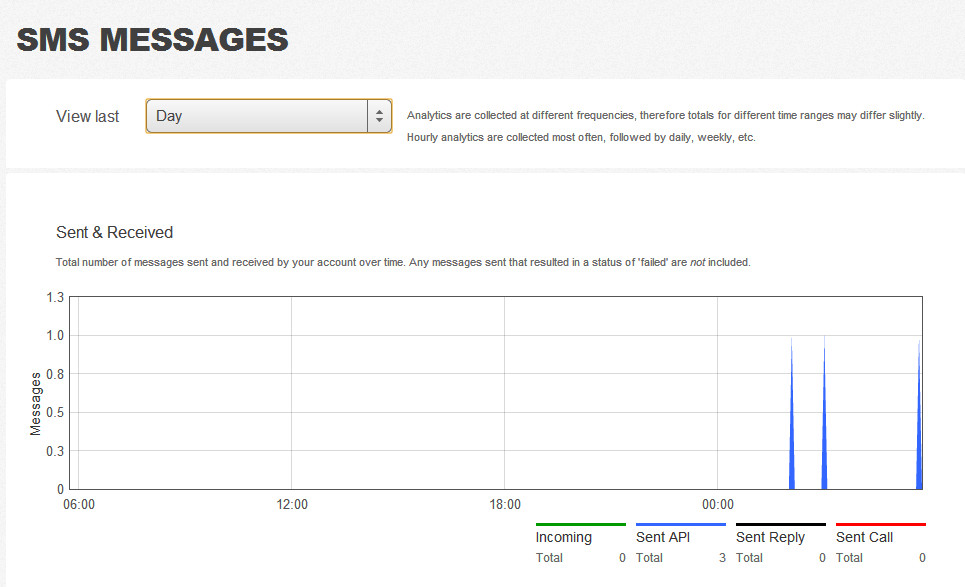 SMS MESSAGES
View last
Day
Analytics are collected at different frequencies, therefore totals for different time ranges may differ slightly.
Hourly analytics are collected most often, followed by daily, weekly, etc.
Sent & Received
Total number of messages sent and received by your account over time. Any messages sent that resulted in a status of 'failed' are not included.
1.3
1.0
0.8
0.5
0.3
0
Messages
06:00 12:00 18:00 00:00
Incoming Sent API Sent Reply Sent Call
Total 0 Total 3 Total 0 Total 0